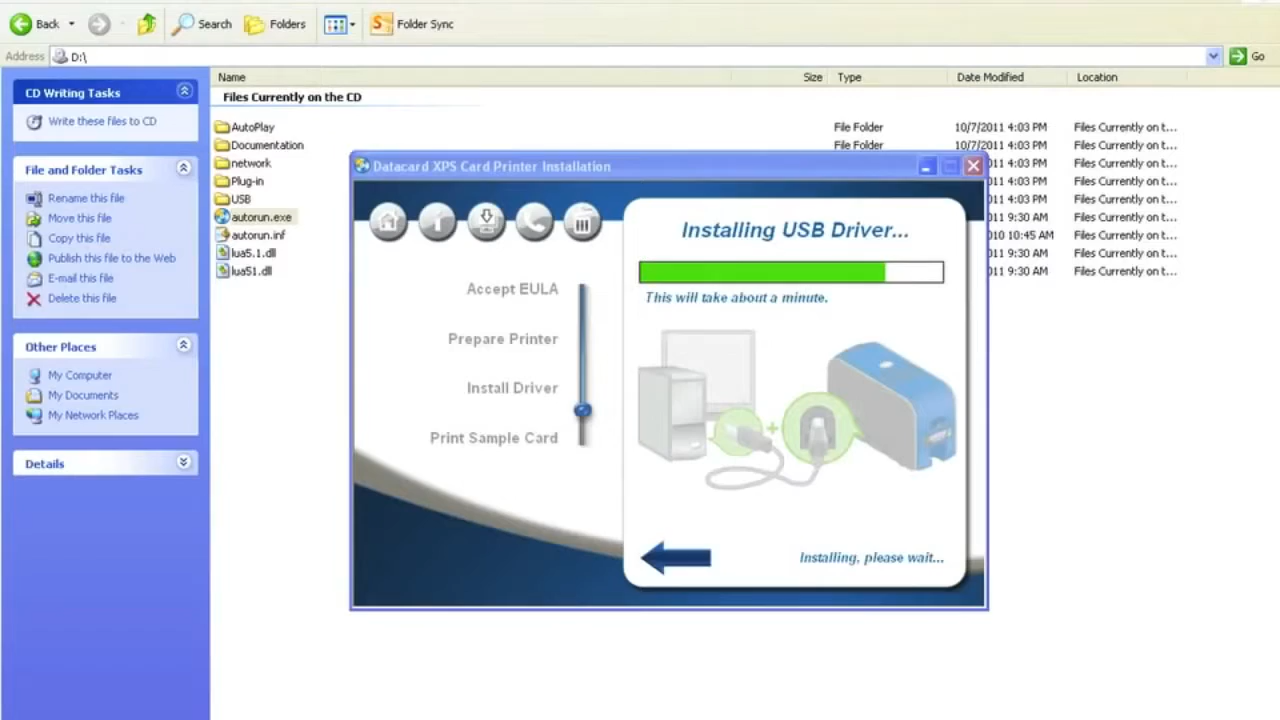 Back Search Folders Folder Sync
Address D:\ Go
Name Size Type Date Modified Location
CD Writing Tasks
Write these files to CD
File and Folder Tasks
Rename this file
Move this file
Copy this file
Publish this file to the Web
E-mail this file
Delete this file
Other Places
My Computer
My Documents
My Network Places
Details
Files Currently on the CD
AutoPlay File Folder 10/7/2011 4:03 PM Files Currently on t...
Documentation File Folder 10/7/2011 4:03 PM Files Currently on t...
network 011 4:03 PM Files Currently on t...
Plug-in 011 4:03 PM Files Currently on t...
USB 011 4:03 PM Files Currently on t...
autorun.exe 011 9:30 AM Files Currently on t...
autorun.inf 010 10:45 AM Files Currently on t...
lua5.1.dll 011 9:30 AM Files Currently on t...
lua51.dll 011 9:30 AM Files Currently on t...
Datacard XPS Card Printer Installation
Accept EULA
Prepare Printer
Install Driver
Print Sample Card
Installing USB Driver...
This will take about a minute.
Installing, please wait...